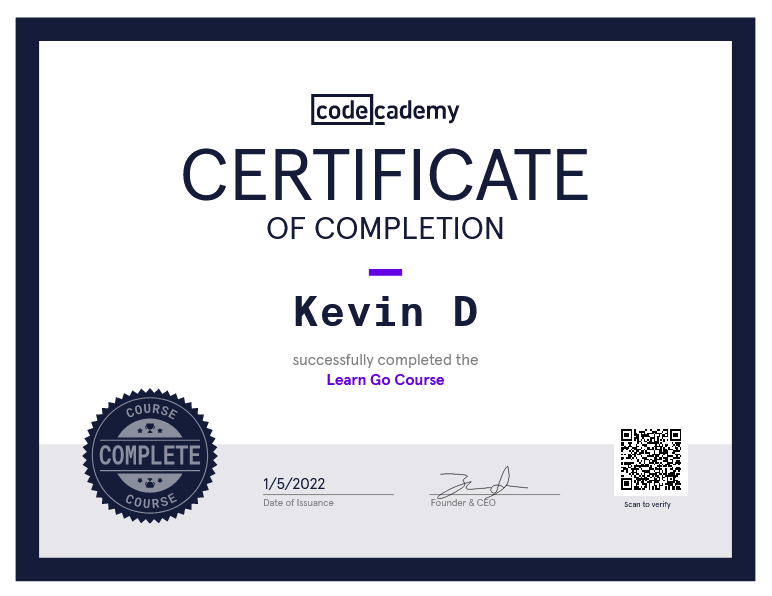 codecademy
CERTIFICATE
OF COMPLETION
Kevin D
successfully completed the
Learn Go Course
COURSE
COMPLETE
COURSE
1/5/2022
Date of Issuance
Founder & CEO
Scan to verify